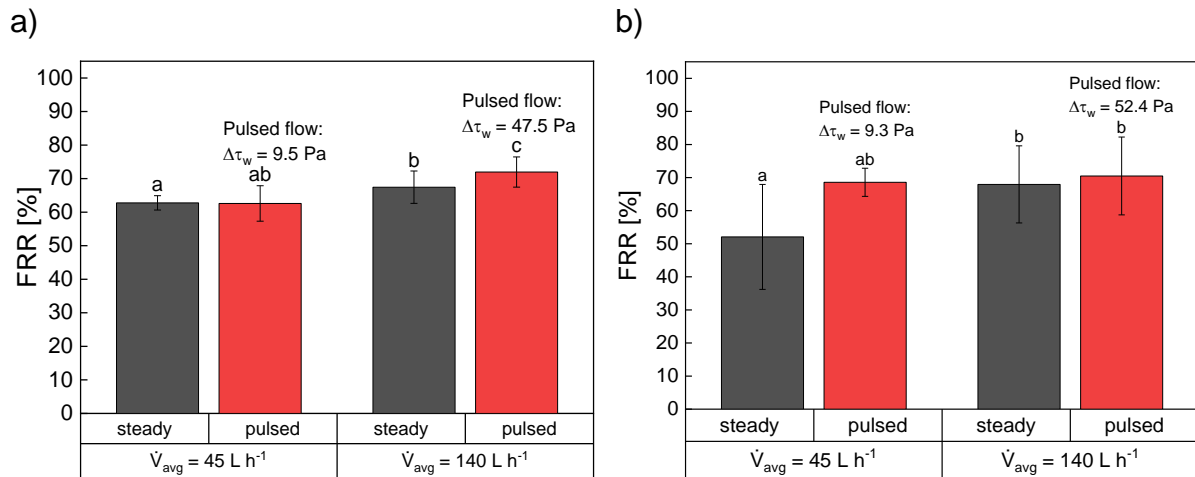 a)
FRR [%]
100
90
80
70
60
50
40
30
20
10
0
Pulsed flow:
Δτw = 9.5 Pa
Pulsed flow:
Δτw = 47.5 Pa
a
ab
b
c
steady
pulsed
steady
pulsed
V̇avg = 45 L h⁻¹
V̇avg = 140 L h⁻¹
b)
FRR [%]
100
90
80
70
60
50
40
30
20
10
0
Pulsed flow:
Δτw = 9.3 Pa
Pulsed flow:
Δτw = 52.4 Pa
a
ab
b
b
steady
pulsed
steady
pulsed
V̇avg = 45 L h⁻¹
V̇avg = 140 L h⁻¹